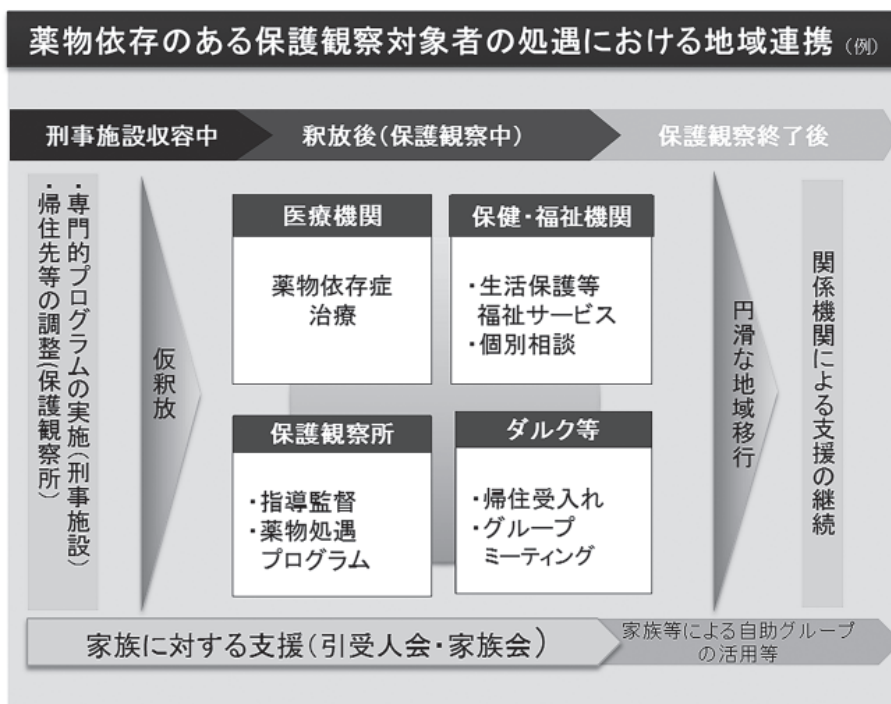 薬物依存のある保護観察対象者の処遇における地域連携(例)
刑事施設収容中
釈放後(保護観察中)
保護観察終了後
・専門的プログラムの実施(刑事施設)
・帰住先等の調整(保護観察所)
仮釈放
医療機関
薬物依存症
治療
保健・福祉機関
・生活保護等
福祉サービス
・個別相談
保護観察所
・指導監督
・薬物処遇
プログラム
ダルク等
・帰住受入れ
・グループ
ミーティング
円滑な地域移行
関係機関による支援の継続
家族に対する支援(引受人会・家族会)
家族等による自助グループ
の活用等